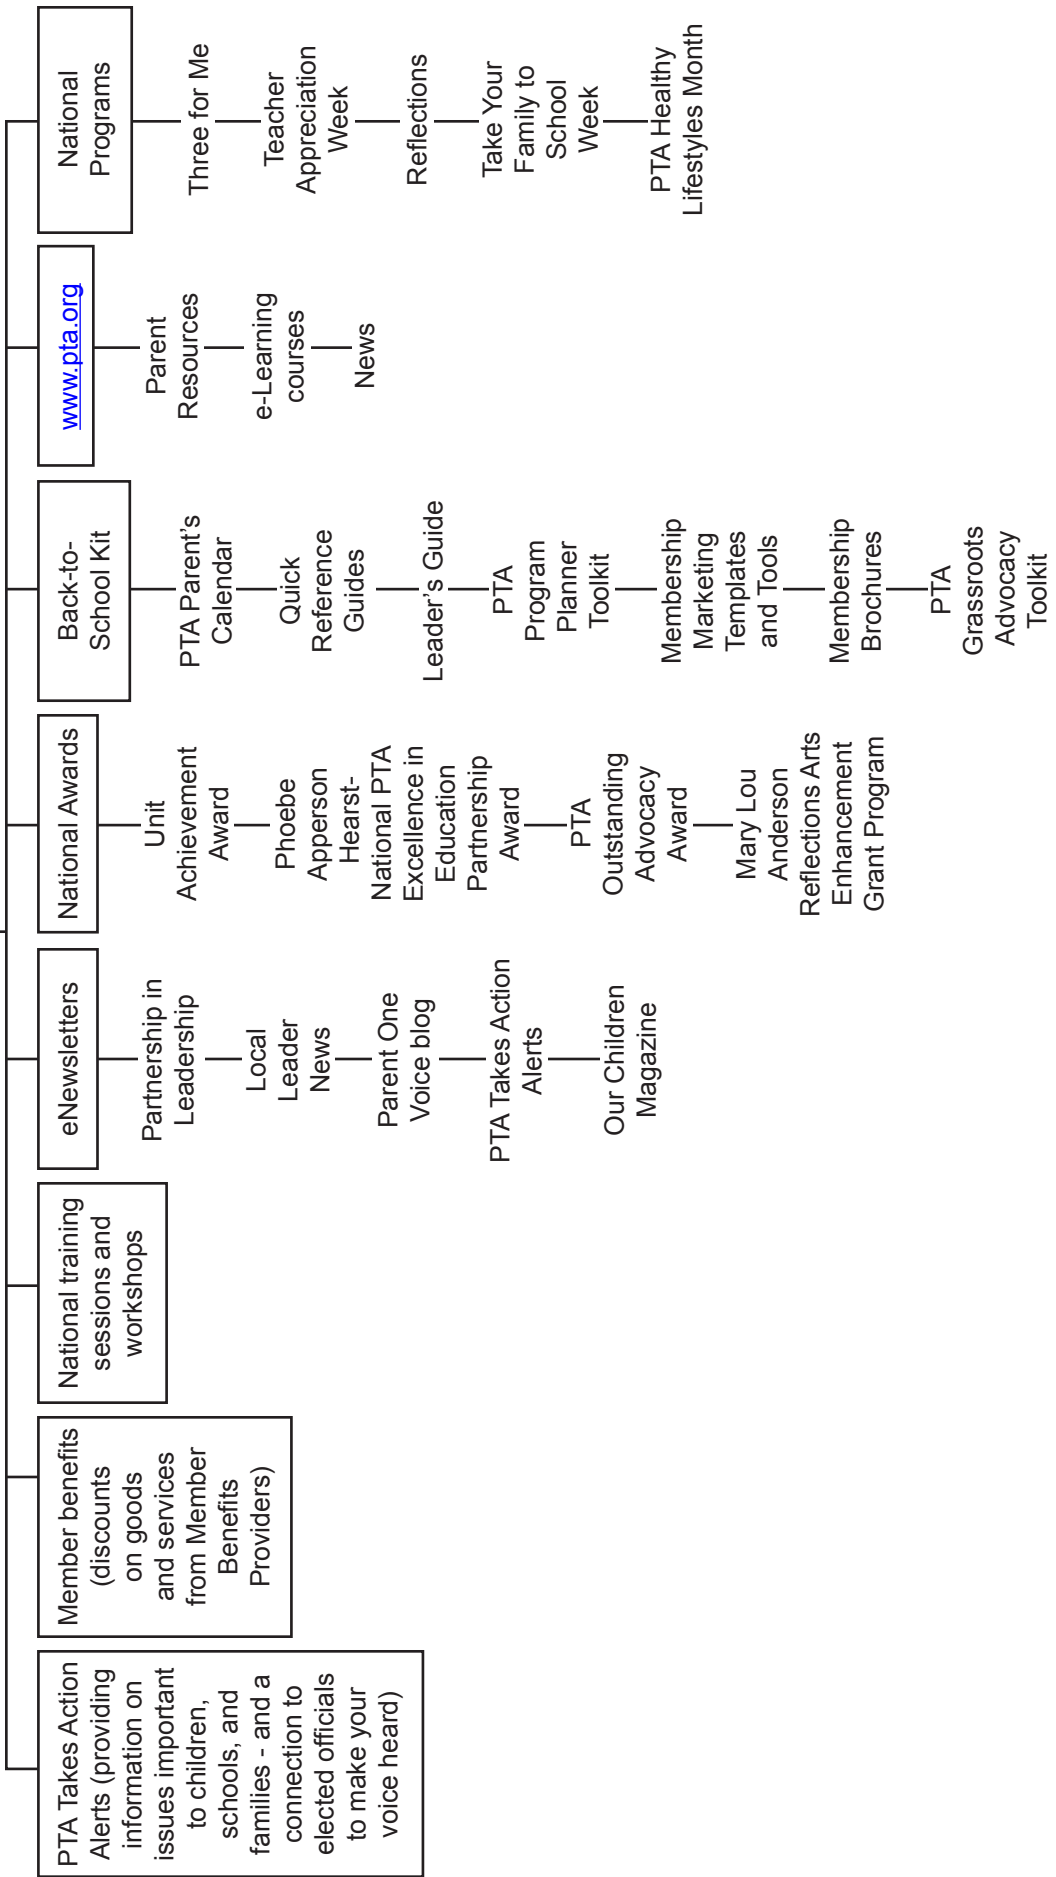 PTA Takes Action
Alerts (providing
information on
issues important
to children,
schools, and
families - and a
connection to
elected officials
to make your
voice heard)
Member benefits
(discounts
on goods
and services
from Member
Benefits
Providers)
National training
sessions and
workshops
eNewsletters
Partnership in
Leadership
Local
Leader
News
Parent One
Voice blog
PTA Takes Action
Alerts
Our Children
Magazine
National Awards
Unit
Achievement
Award
Phoebe
Apperson
Hearst-
National PTA
Excellence in
Education
Partnership
Award
PTA
Outstanding
Advocacy
Award
Mary Lou
Anderson
Reflections Arts
Enhancement
Grant Program
Back-to-
School Kit
PTA Parent's
Calendar
Quick
Reference
Guides
Leader's Guide
PTA
Program
Planner
Toolkit
Membership
Marketing
Templates
and Tools
Membership
Brochures
PTA
Grassroots
Advocacy
Toolkit
www.pta.org
Parent
Resources
e-Learning
courses
News
National
Programs
Three for Me
Teacher
Appreciation
Week
Reflections
Take Your
Family to
School
Week
PTA Healthy
Lifestyles Month